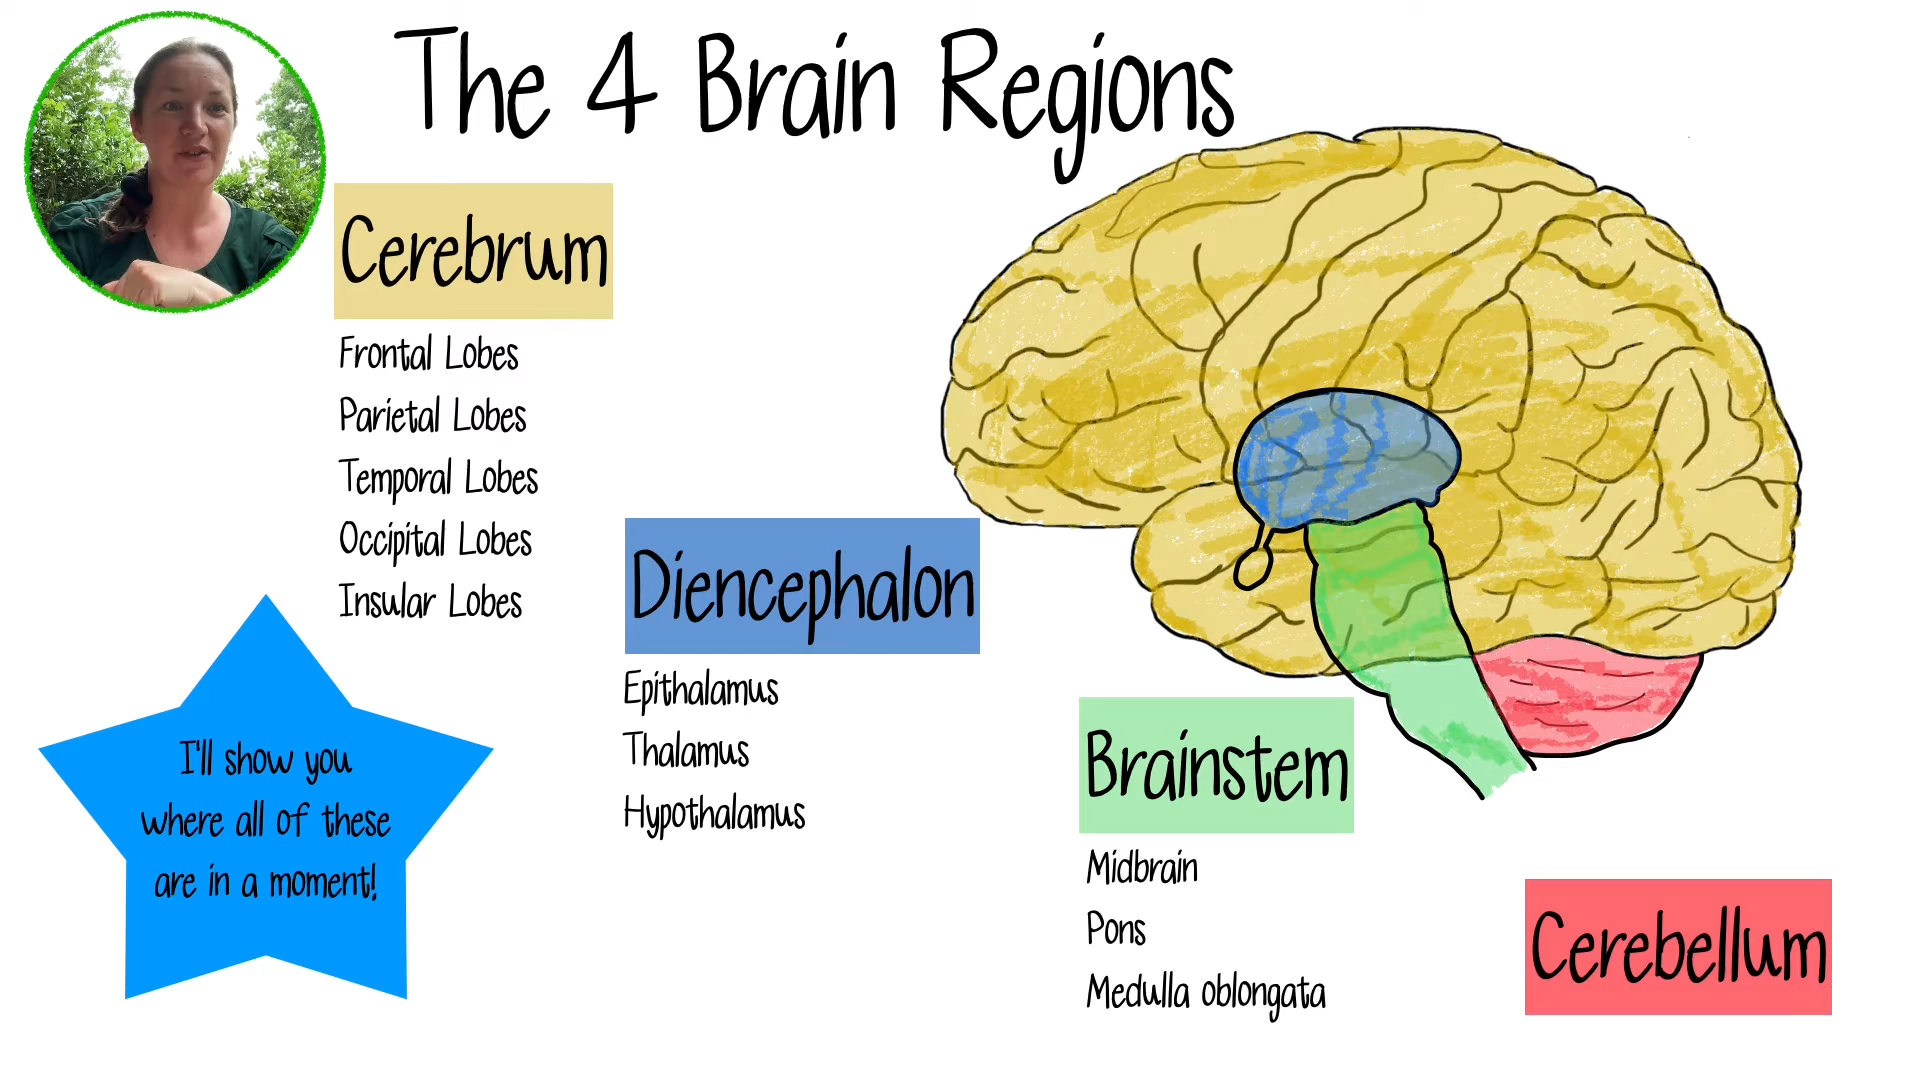 The 4 Brain Regions
Cerebrum
Frontal Lobes
Parietal Lobes
Temporal Lobes
Occipital Lobes
Insular Lobes
Diencephalon
Epithalamus
Thalamus
Hypothalamus
Brainstem
Midbrain
Pons
Medulla oblongata
Cerebellum
I'll show you
where all of these
are in a moment!